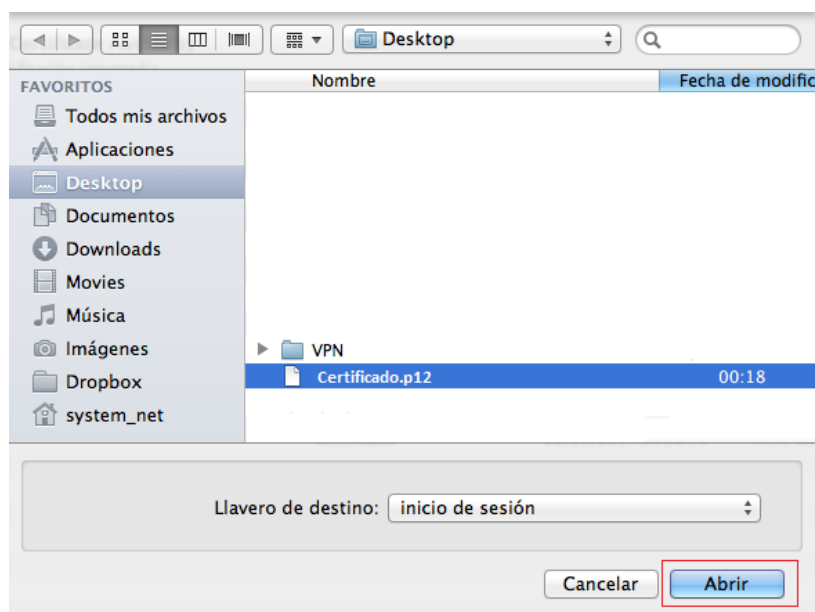 Desktop
FAVORITOS
Todos mis archivos
Aplicaciones
Desktop
Documentos
Downloads
Movies
Música
Imágenes
Dropbox
system_net
Nombre
Fecha de modific
VPN
Certificado.p12
00:18
Llavero de destino:
inicio de sesión
Cancelar
Abrir